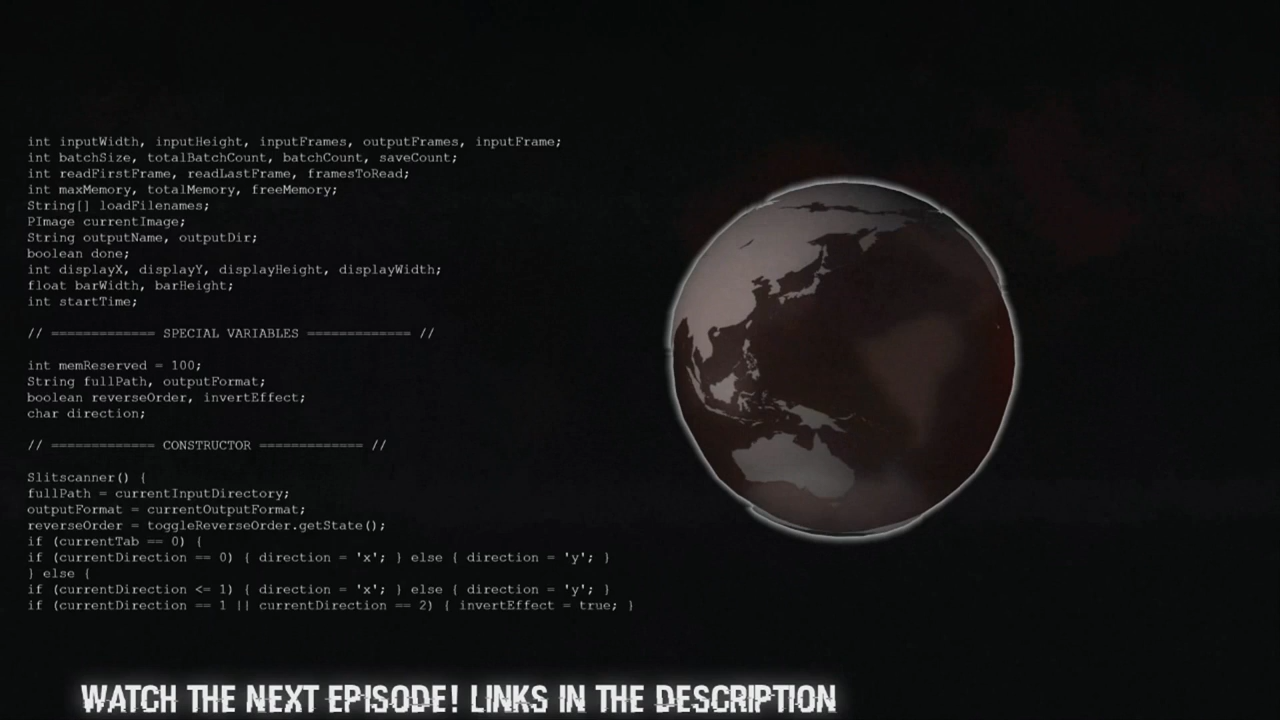 int inputWidth, inputHeight, inputFrames, outputFrames, inputFrame;
int batchSize, totalBatchCount, batchCount, saveCount;
int readFirstFrame, readLastFrame, framesToRead;
int maxMemory, totalMemory, freeMemory;
String[] loadFilenames;
PImage currentImage;
String outputName, outputDir;
boolean done;
int displayX, displayY, displayHeight, displayWidth;
float barWidth, barHeight;
int startTime;
// ============= SPECIAL VARIABLES ============= //
int memReserved = 100;
String fullPath, outputFormat;
boolean reverseOrder, invertEffect;
char direction;
// ============= CONSTRUCTOR ============= //
Slitscanner() {
fullPath = currentInputDirectory;
outputFormat = currentOutputFormat;
reverseOrder = toggleReverseOrder.getState();
if (currentTab == 0) {
if (currentDirection == 0) { direction = 'x'; } else { direction = 'y'; }
} else {
if (currentDirection <= 1) { direction = 'x'; } else { direction = 'y'; }
if (currentDirection == 1 || currentDirection == 2) { invertEffect = true; }
WATCH THE NEXT EPISODE! LINKS IN THE DESCRIPTION